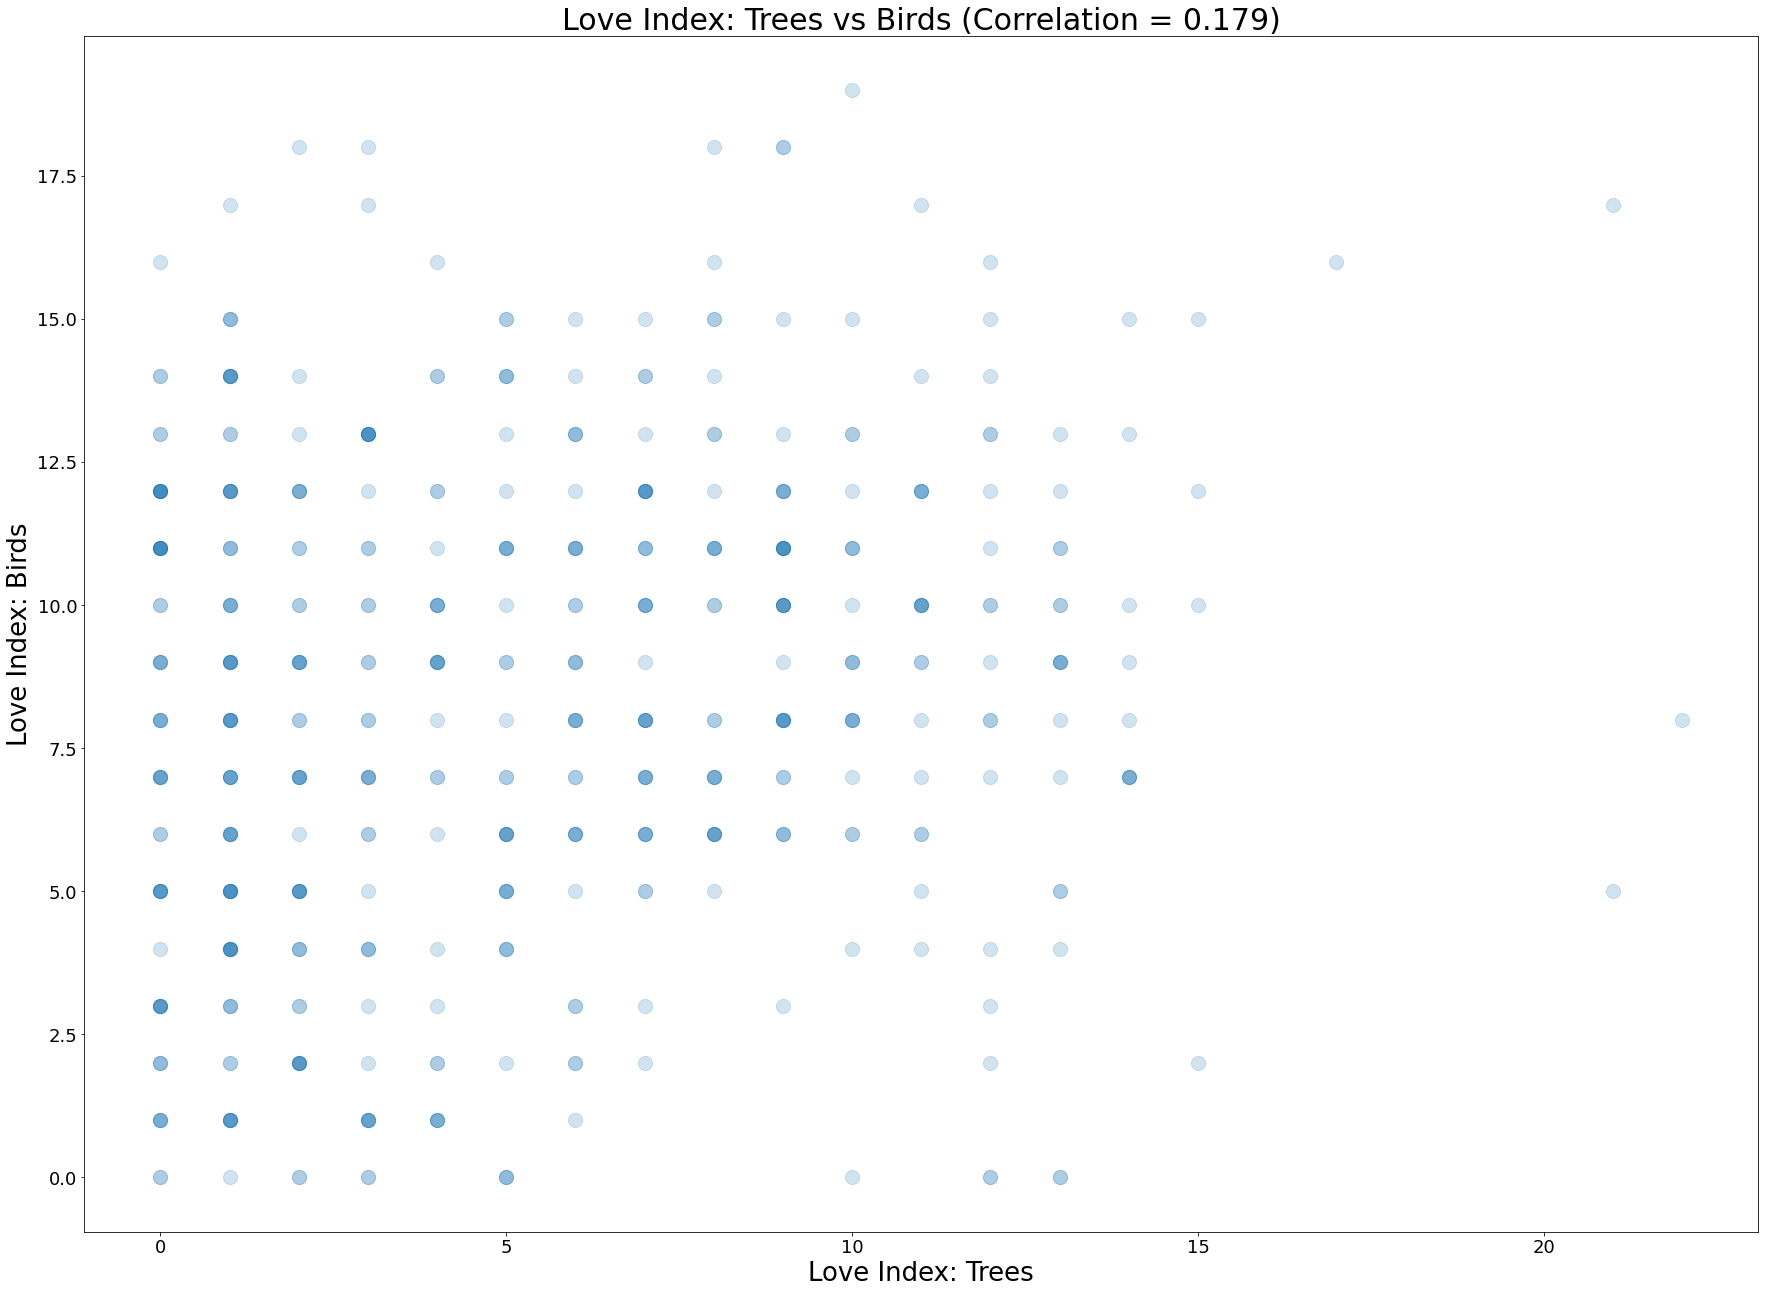 Love Index: Trees vs Birds (Correlation = 0.179)
Love Index: Birds
17.5
15.0
12.5
10.0
7.5
5.0
2.5
0.0
0 5 10 15 20
Love Index: Trees